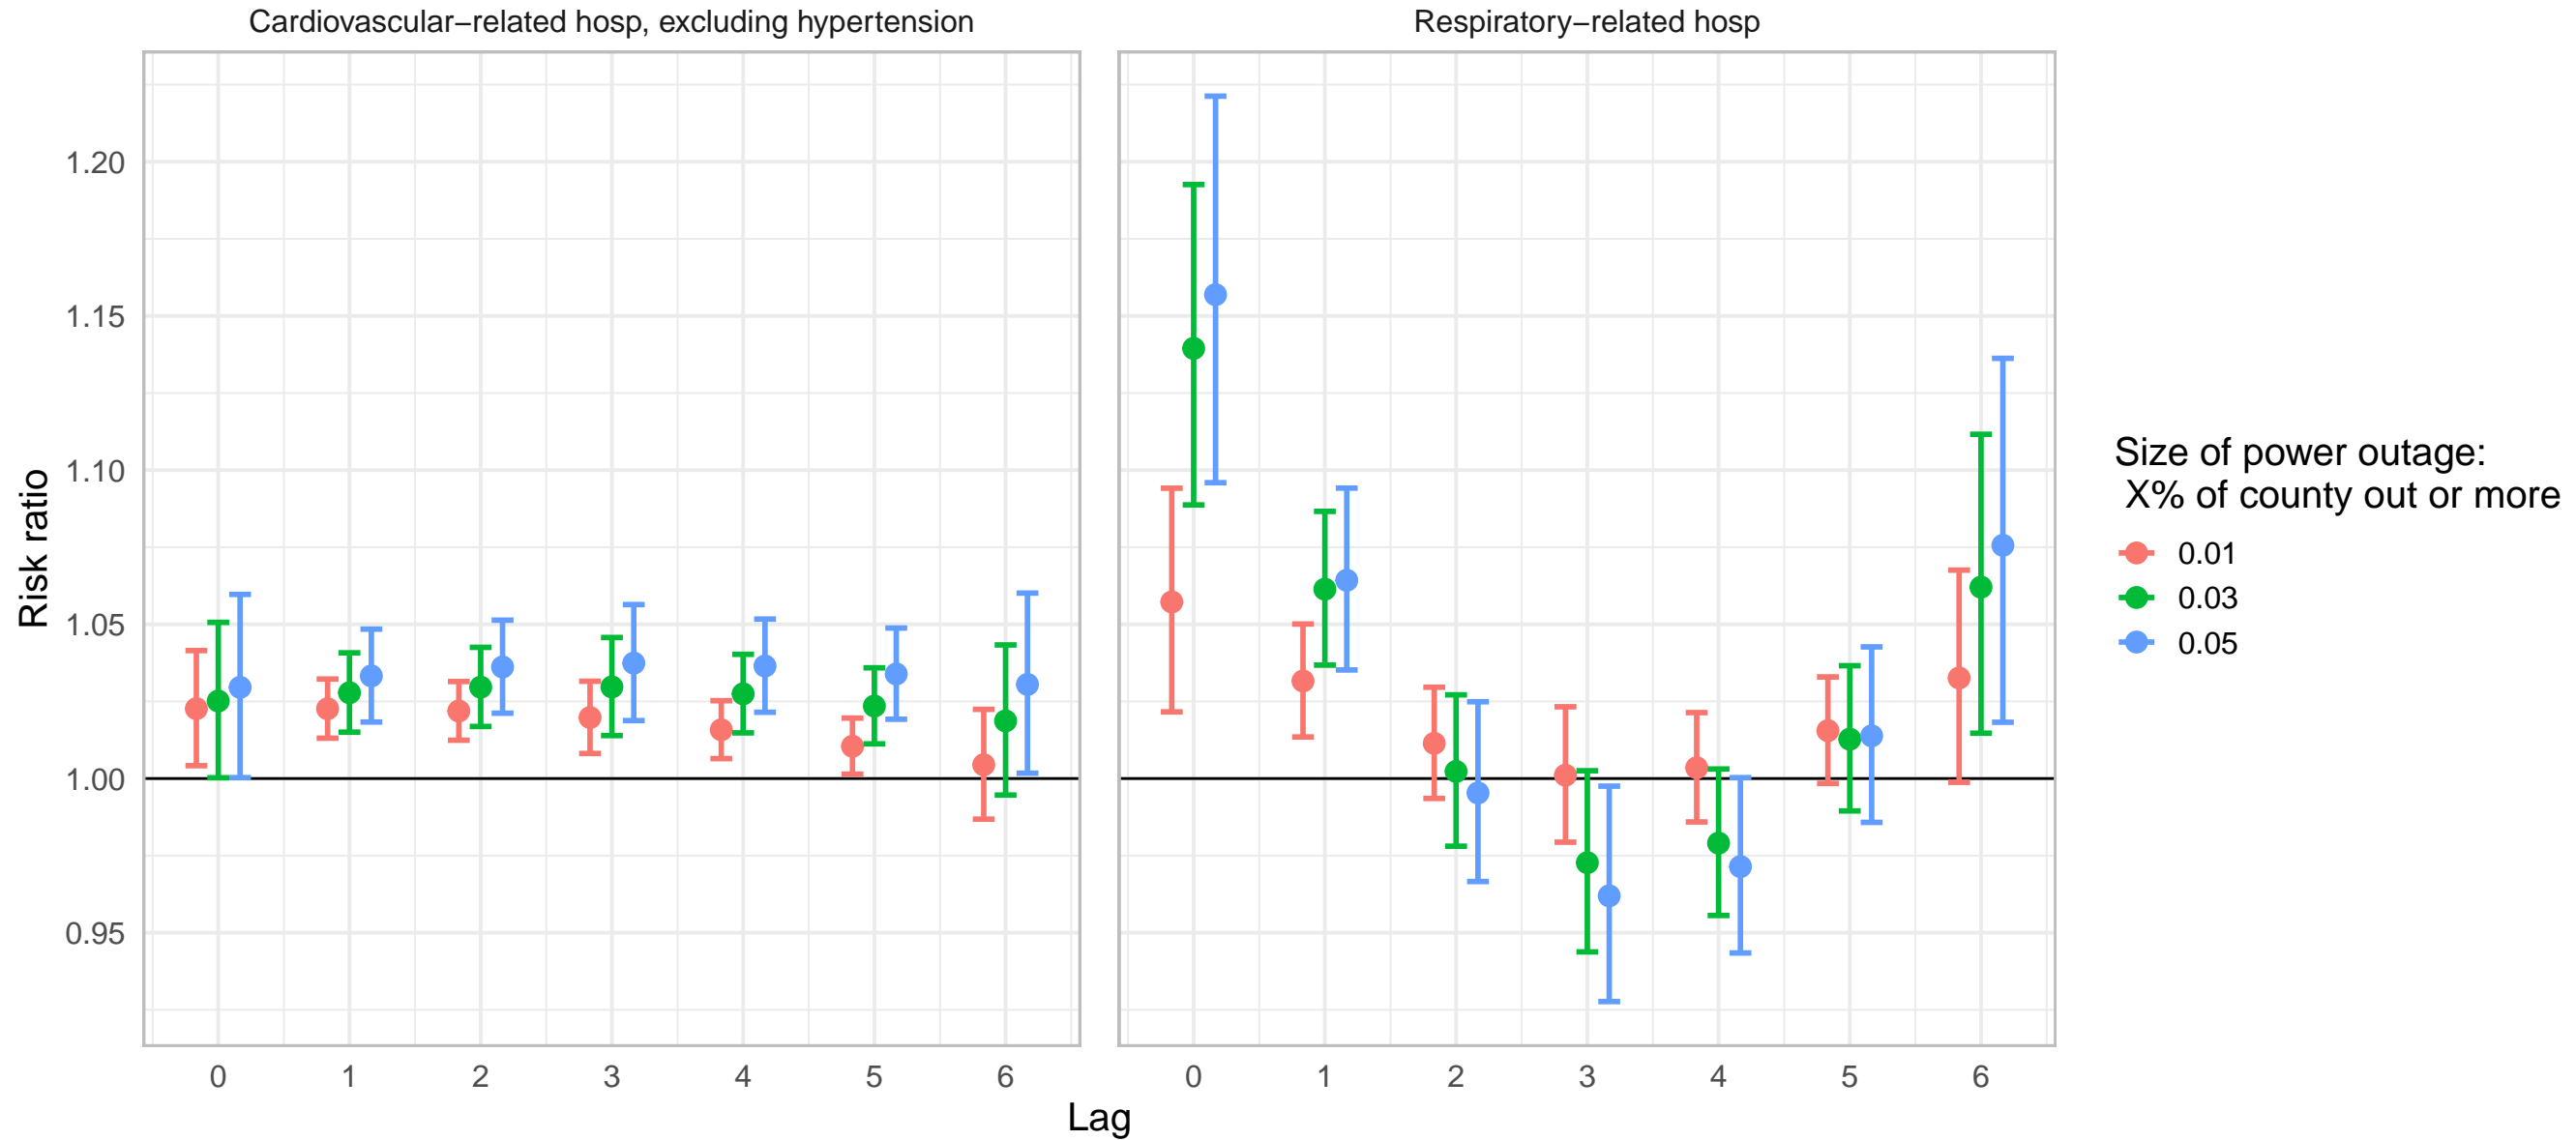 Cardiovascular−related hosp, excluding hypertension
Respiratory−related hosp
Risk ratio
1.20
1.15
1.10
1.05
1.00
0.95
0 1 2 3 4 5 6
0 1 2 3 4 5 6
Lag
Size of power outage:
X% of county out or more
0.01
0.03
0.05